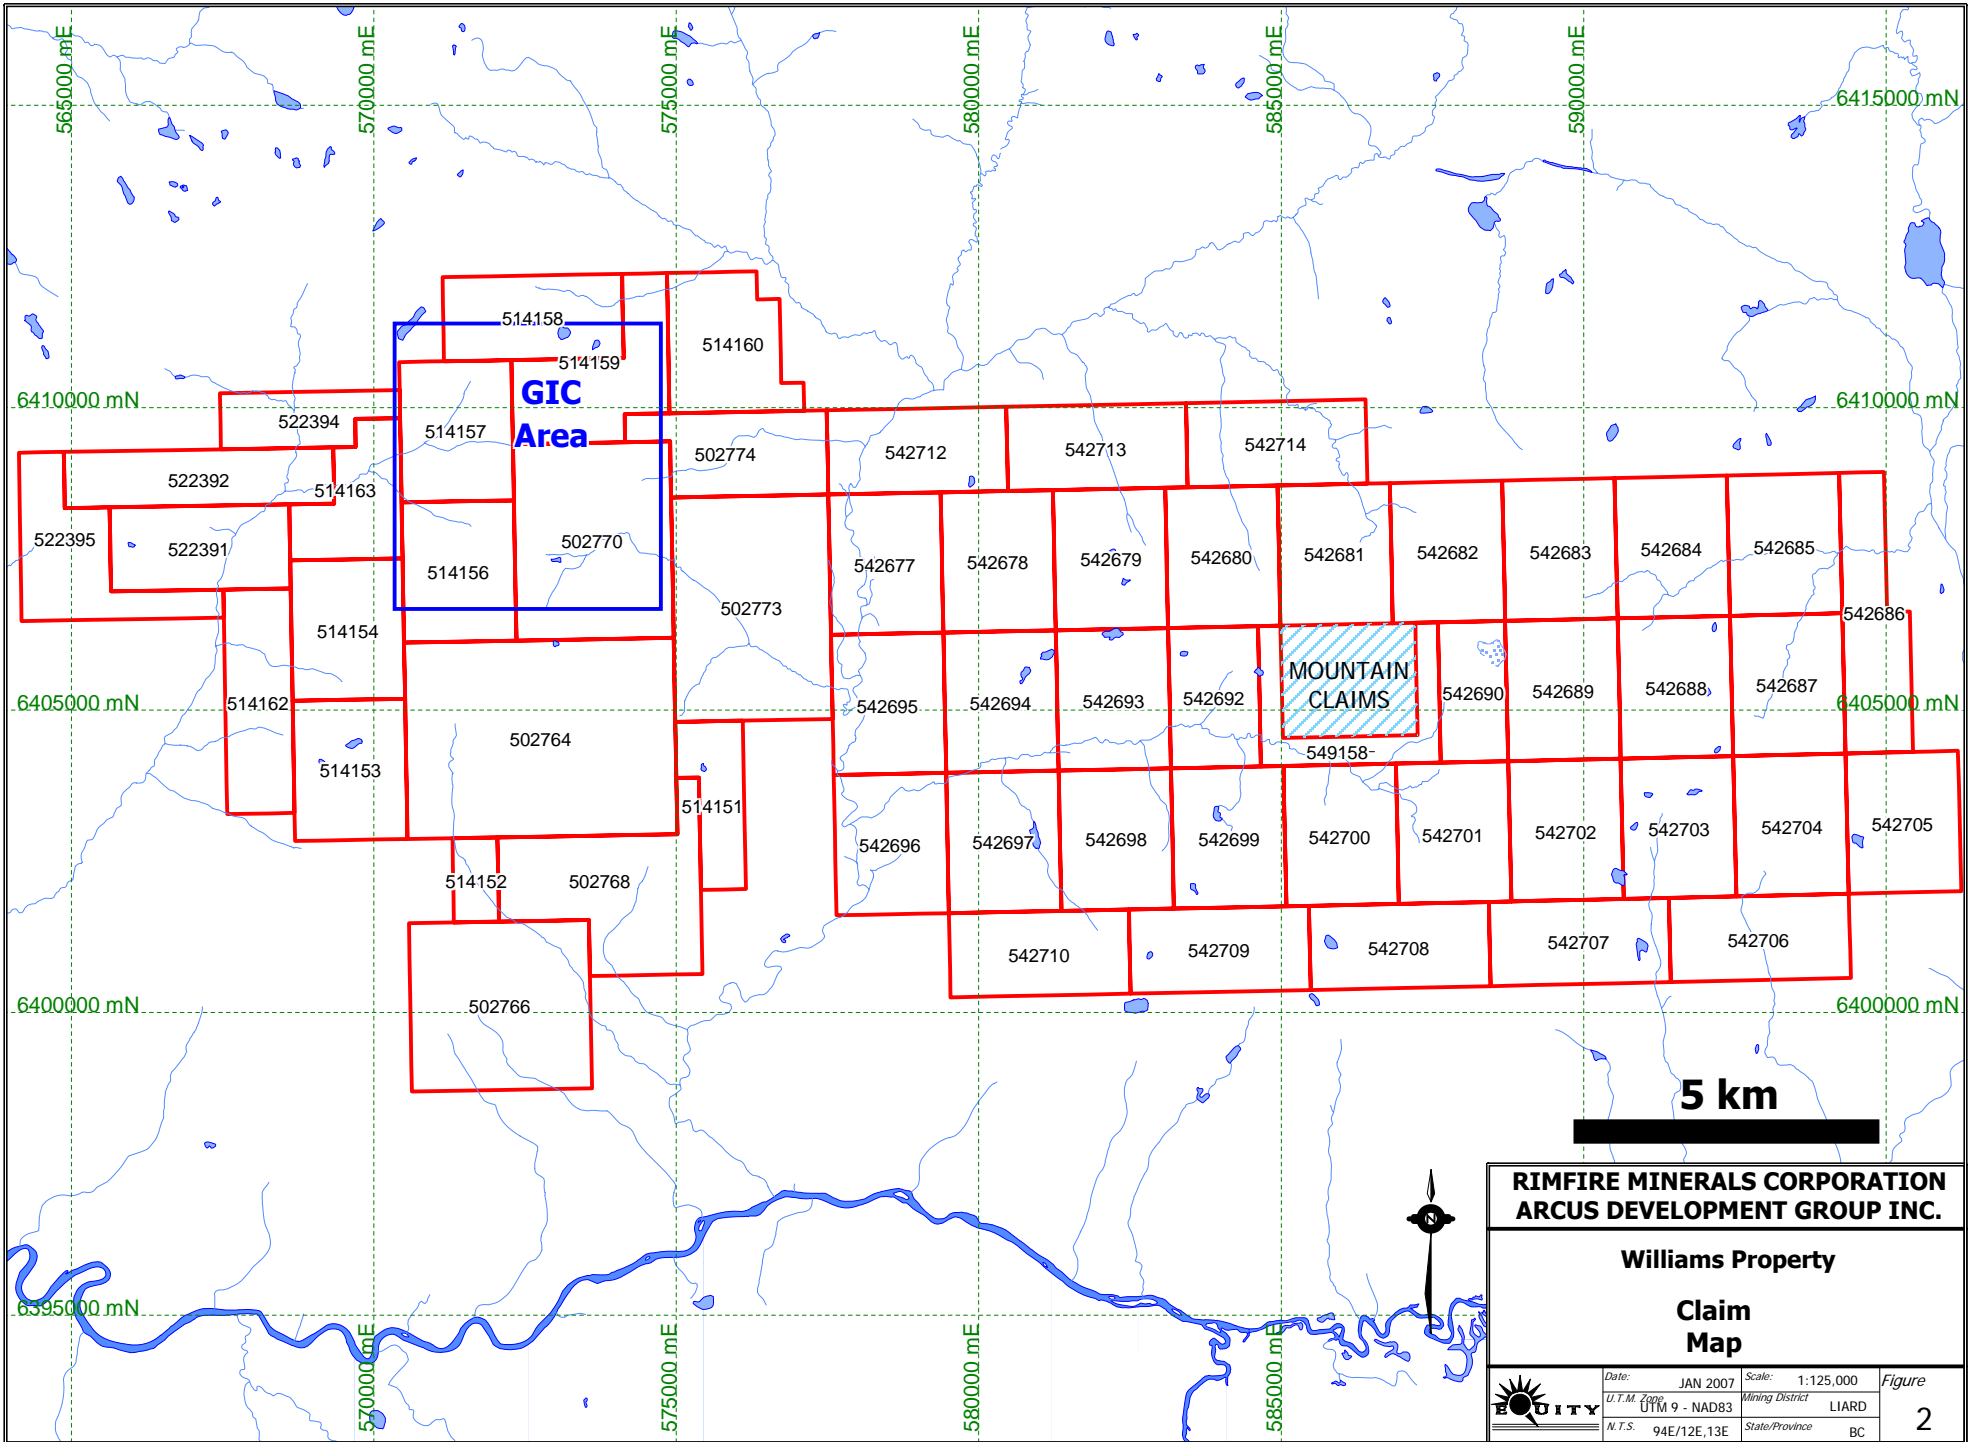 565000 mE
570000 mE
575000 mE
580000 mE
585000 mE
590000 mE
6415000 mN
514158
514160
514159
GIC
Area
6410000 mN
6410000 mN
522394
514157
502774
542712
542713
542714
522392
514163
522395
522391
502770
514156
542677
542678
542679
542680
542681
542682
542683
542684
542685
502773
542686
514154
MOUNTAIN
CLAIMS
514162
542695
542694
542693
542692
542690
542689
542688
542687
6405000 mN
6405000 mN
502764
549158
514153
514151
542696
542697
542698
542699
542700
542701
542702
542703
542704
542705
514152
502768
542710
542709
542708
542707
542706
502766
6400000 mN
6400000 mN
5 km
N
6395000 mN
570000 mE
575000 mE
580000 mE
585000 mE
RIMFIRE MINERALS CORPORATION
ARCUS DEVELOPMENT GROUP INC.
Williams Property
Claim
Map
EQUITY
Date: JAN 2007
Scale: 1:125,000
U.T.M. Zone UTM 9 - NAD83
Mining District LIARD
N.T.S. 94E/12E,13E
State/Province BC
Figure
2